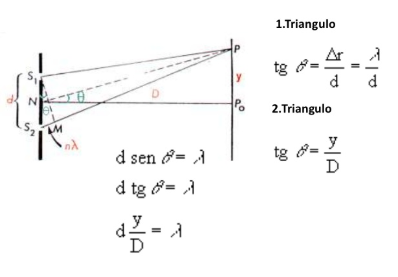 1.Triangulo
tg θ = Δr / d = λ / d
2.Triangulo
tg θ = y / D
S₁
d
N
θ
θ
S₂
M
nλ
D
P
y
P₀
d sen θ = λ
d tg θ = λ
d y / D = λ